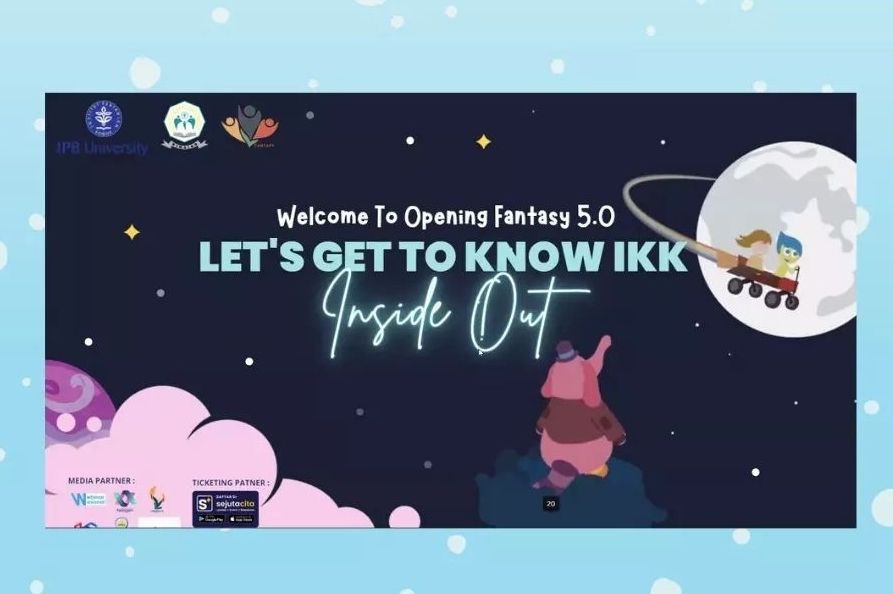 IPB University
Welcome To Opening Fantasy 5.0
LET'S GET TO KNOW IKK
Inside Out
MEDIA PARTNER :
TICKETING PATNER :
sejutacita
20